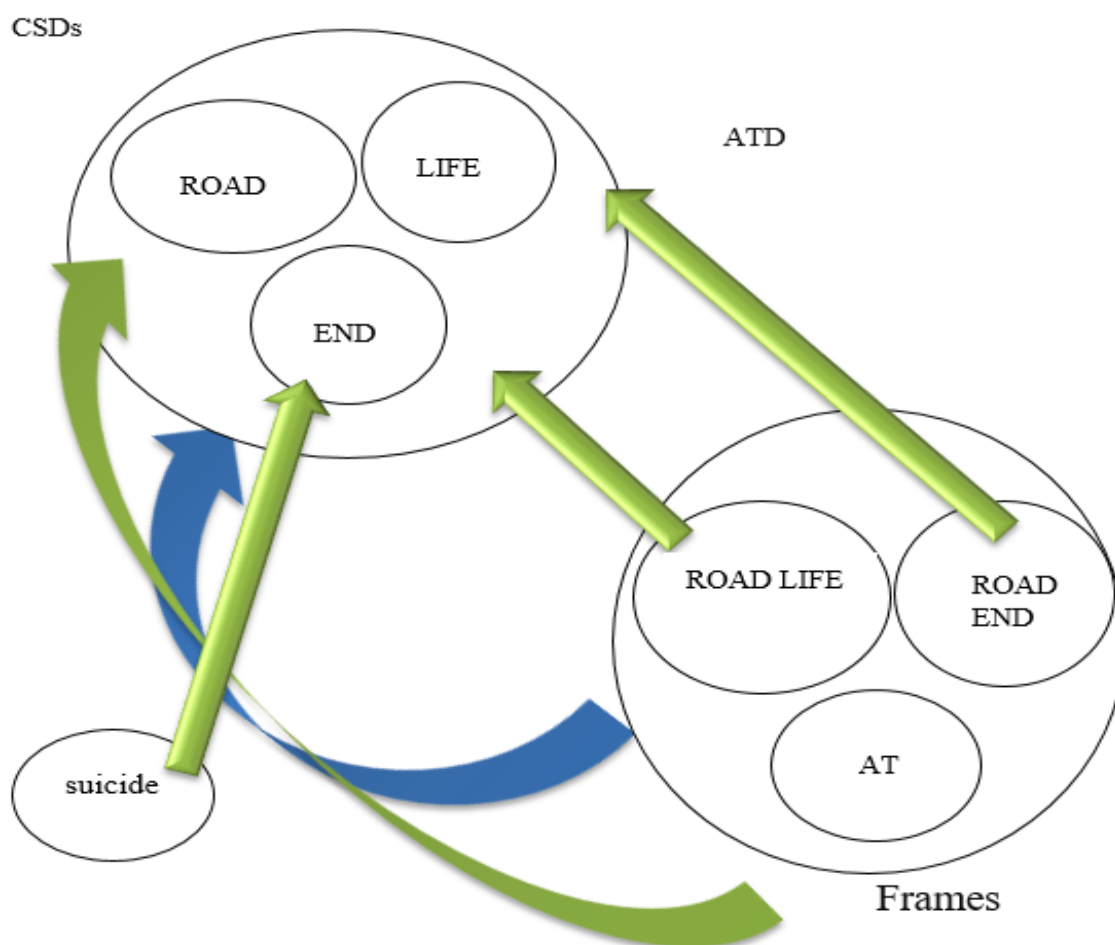 CSDs
ATD
LIFE
ROAD
END
ROAD LIFE
ROAD
END
AT
suicide
Frames